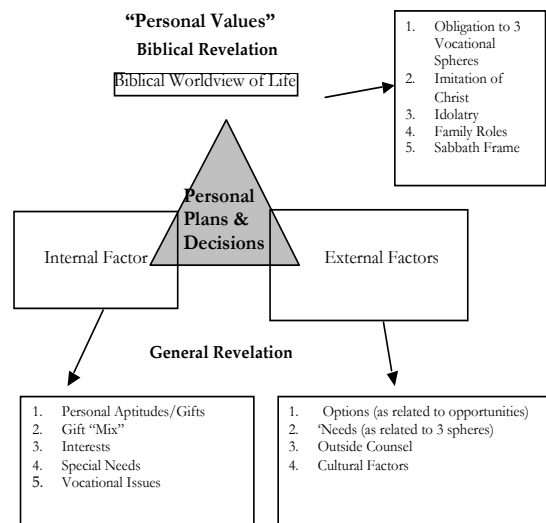 “Personal Values”
Biblical Revelation
Biblical Worldview of Life
1. Obligation to 3
Vocational
Spheres
2. Imitation of
Christ
3. Idolatry
4. Family Roles
5. Sabbath Frame
Personal
Plans &
Decisions
Internal Factor
External Factors
General Revelation
1. Personal Aptitudes/Gifts
2. Gift “Mix”
3. Interests
4. Special Needs
5. Vocational Issues
1. Options (as related to opportunities)
2. ‘Needs (as related to 3 spheres)
3. Outside Counsel
4. Cultural Factors